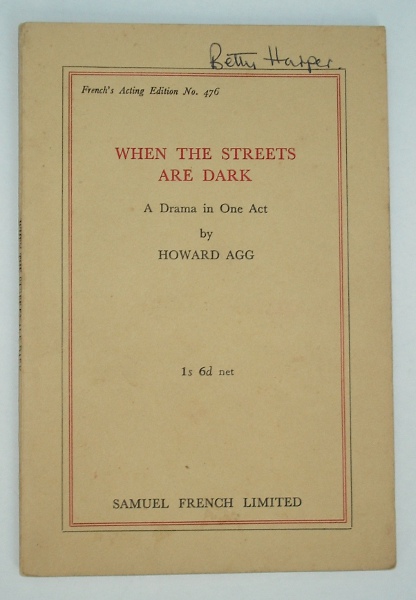 Betty Harper.
French's Acting Edition No. 476
WHEN THE STREETS
ARE DARK
A Drama in One Act
by
HOWARD AGG
1s 6d net
SAMUEL FRENCH LIMITED